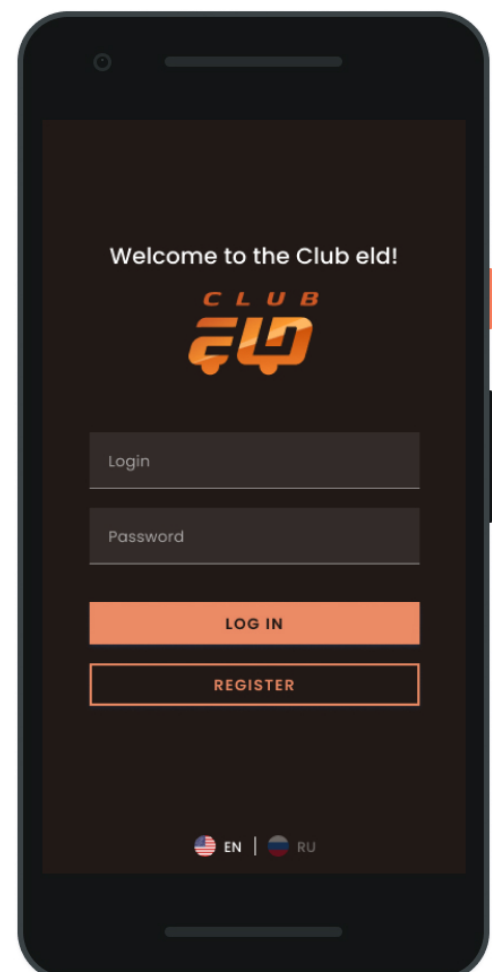 Welcome to the Club eld!
CLUB
ELD
Login
Password
LOG IN
REGISTER
EN | RU